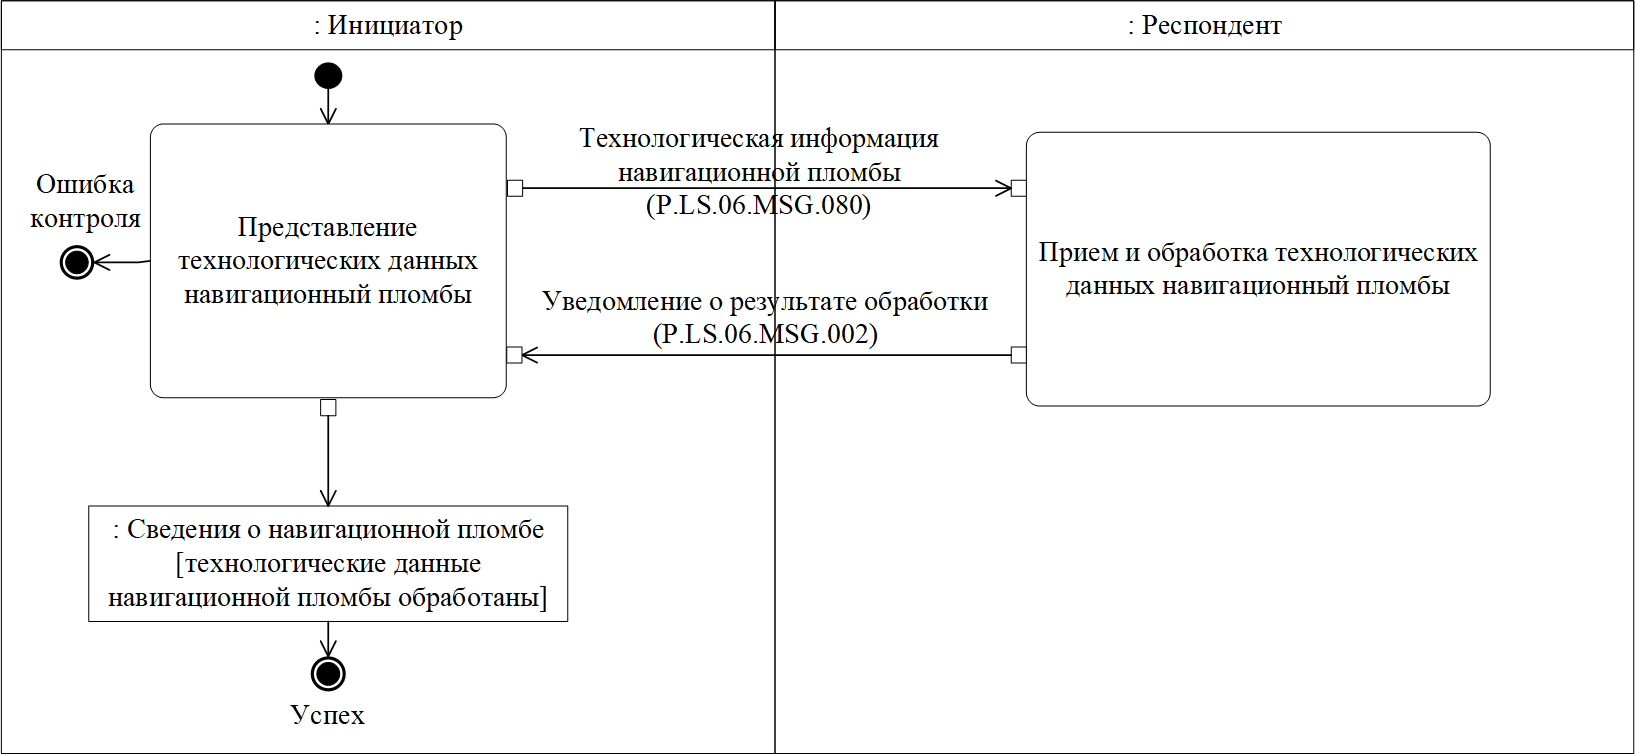 : Инициатор
: Респондент
Технологическая информация
навигационной пломбы
(P.LS.06.MSG.080)
Ошибка
контроля
Представление
технологических данных
навигационный пломбы
Прием и обработка технологических
данных навигационный пломбы
Уведомление о результате обработки
(P.LS.06.MSG.002)
: Сведения о навигационной пломбе
[технологические данные
навигационной пломбы обработаны]
Успех